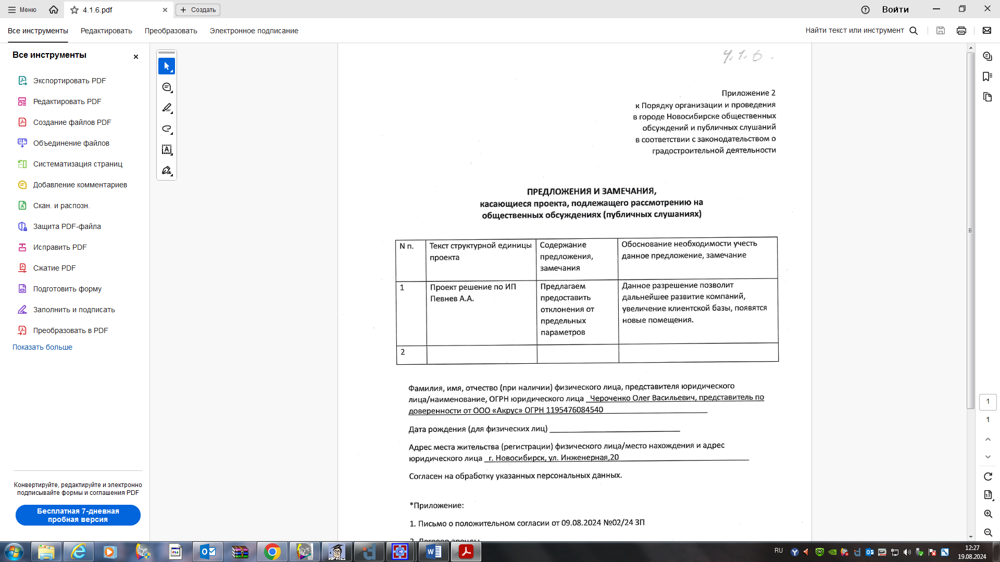 Меню
4.1.6.pdf
Создать
Войти
Все инструменты
Редактировать
Преобразовать
Электронное подписание
Найти текст или инструмент
Все инструменты
Экспортировать PDF
Редактировать PDF
Создание файлов PDF
Объединение файлов
Систематизация страниц
Добавление комментариев
Скан. и распозн.
Защита PDF-файла
Исправить PDF
Сжатие PDF
Подготовить форму
Заполнить и подписать
Преобразовать в PDF
Показать больше
Конвертируйте, редактируйте и электронно
подписывайте формы и соглашения PDF
Бесплатная 7-дневная
пробная версия
4.1.6.
Приложение 2
к Порядку организации и проведения
в городе Новосибирске общественных
обсуждений и публичных слушаний
в соответствии с законодательством о
градостроительной деятельности
ПРЕДЛОЖЕНИЯ И ЗАМЕЧАНИЯ,
касающиеся проекта, подлежащего рассмотрению на
общественных обсуждениях (публичных слушаниях)
N п.
Текст структурной единицы
проекта
Содержание
предложения,
замечания
Обоснование необходимости учесть
данное предложение, замечание
1
Проект решение по ИП
Певнев А.А.
Предлагаем
предоставить
отклонения от
предельных
параметров
Данное разрешение позволит
дальнейшее развитие компаний,
увеличение клиентской базы, появятся
новые помещения.
2
Фамилия, имя, отчество (при наличии) физического лица, представителя юридического
лица/наименование, ОГРН юридического лица Чероченко Олег Васильевич, представитель по
доверенности от ООО «Акрус» ОГРН 1195476084540
Дата рождения (для физических лиц)
Адрес места жительства (регистрации) физического лица/место нахождения и адрес
юридического лица г. Новосибирск, ул. Инженерная,20
Согласен на обработку указанных персональных данных.
*Приложение:
1. Письмо о положительном согласии от 09.08.2024 №02/24 ЗП
2. Договор аренды
1
1
RU
12:27
19.08.2024